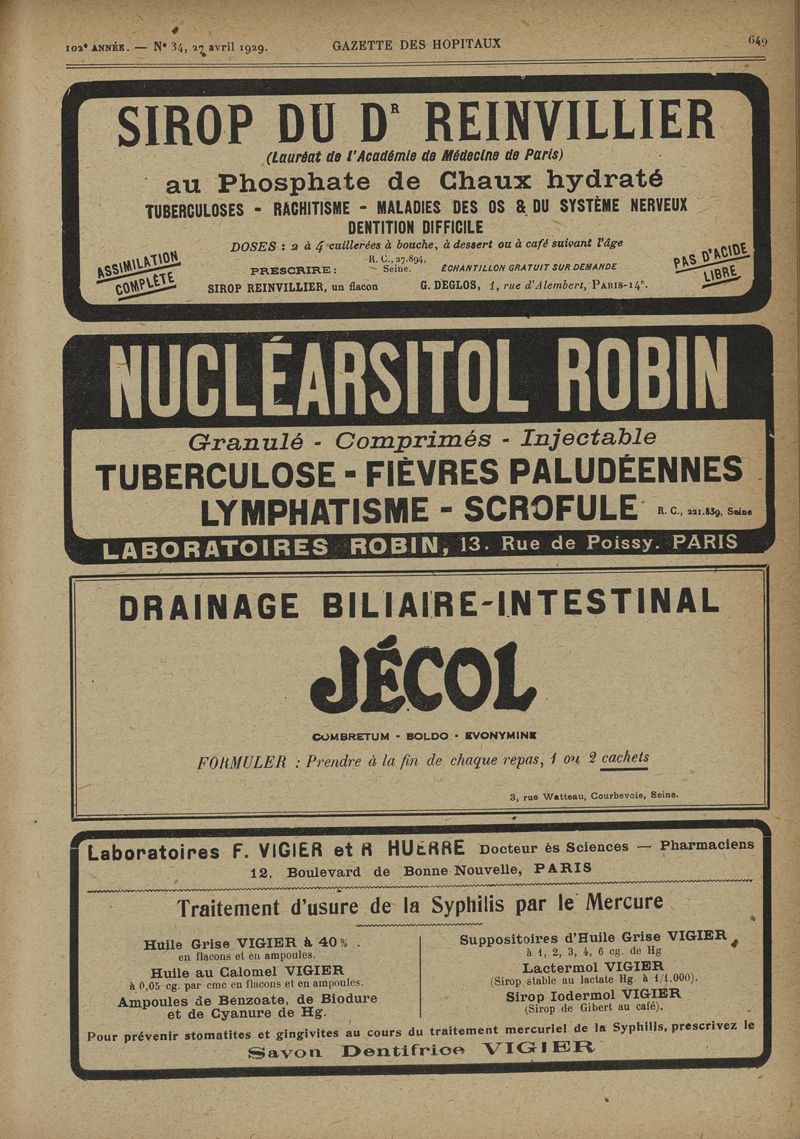 102e ANNÉE. — N° 34, 27 avril 1929.
GAZETTE DES HOPITAUX
649
SIROP DU DR REINVILLIER
(Lauréat de l'Académie de Médecine de Paris)
au Phosphate de Chaux hydraté
TUBERCULOSES - RACHITISME - MALADIES DES OS & DU SYSTÈME NERVEUX
DENTITION DIFFICILE
DOSES : 2 à 4 cuillerées à bouche, à dessert ou à café suivant l'âge
ASSIMILATION
COMPLÈTE
PRESCRIRE :
R. C., 27.894,
Seine.
ÉCHANTILLON GRATUIT SUR DEMANDE
PAS D'ACIDE
LIBRE
SIROP REINVILLIER, un flacon
G. DEGLOS, 1, rue d'Alembert, PARIS-14e.
NUCLÉARSITOL ROBIN
Granulé - Comprimés - Injectable
TUBERCULOSE - FIÈVRES PALUDÉENNES
LYMPHATISME - SCROFULE R. C., 221.839, Seine
LABORATOIRES ROBIN, 13. Rue de Poissy. PARIS
DRAINAGE BILIAIRE-INTESTINAL
JÉCOL
COMBRETUM - BOLDO - EVONYMINE
FORMULER : Prendre à la fin de chaque repas, 1 ou 2 cachets
3, rue Watteau, Courbevoie, Seine.
Laboratoires F. VIGIER et R HUERRE Docteur ès Sciences — Pharmaciens
12, Boulevard de Bonne Nouvelle, PARIS
Traitement d'usure de la Syphilis par le Mercure
Huile Grise VIGIER à 40 % .
en flacons et en ampoules.
Huile au Calomel VIGIER
à 0,05 cg. par cmc en flacons et en ampoules.
Ampoules de Benzoate, de Biodure
et de Cyanure de Hg.
Suppositoires d'Huile Grise VIGIER
à 1, 2, 3, 4, 6 cg. de Hg
Lactermol VIGIER
(Sirop stable au lactate Hg à 1/1.000).
Sirop Iodermol VIGIER
(Sirop de Gibert au café).
Pour prévenir stomatites et gingivites au cours du traitement mercuriel de la Syphilis, prescrivez le
Savon Dentifrice VIGIER